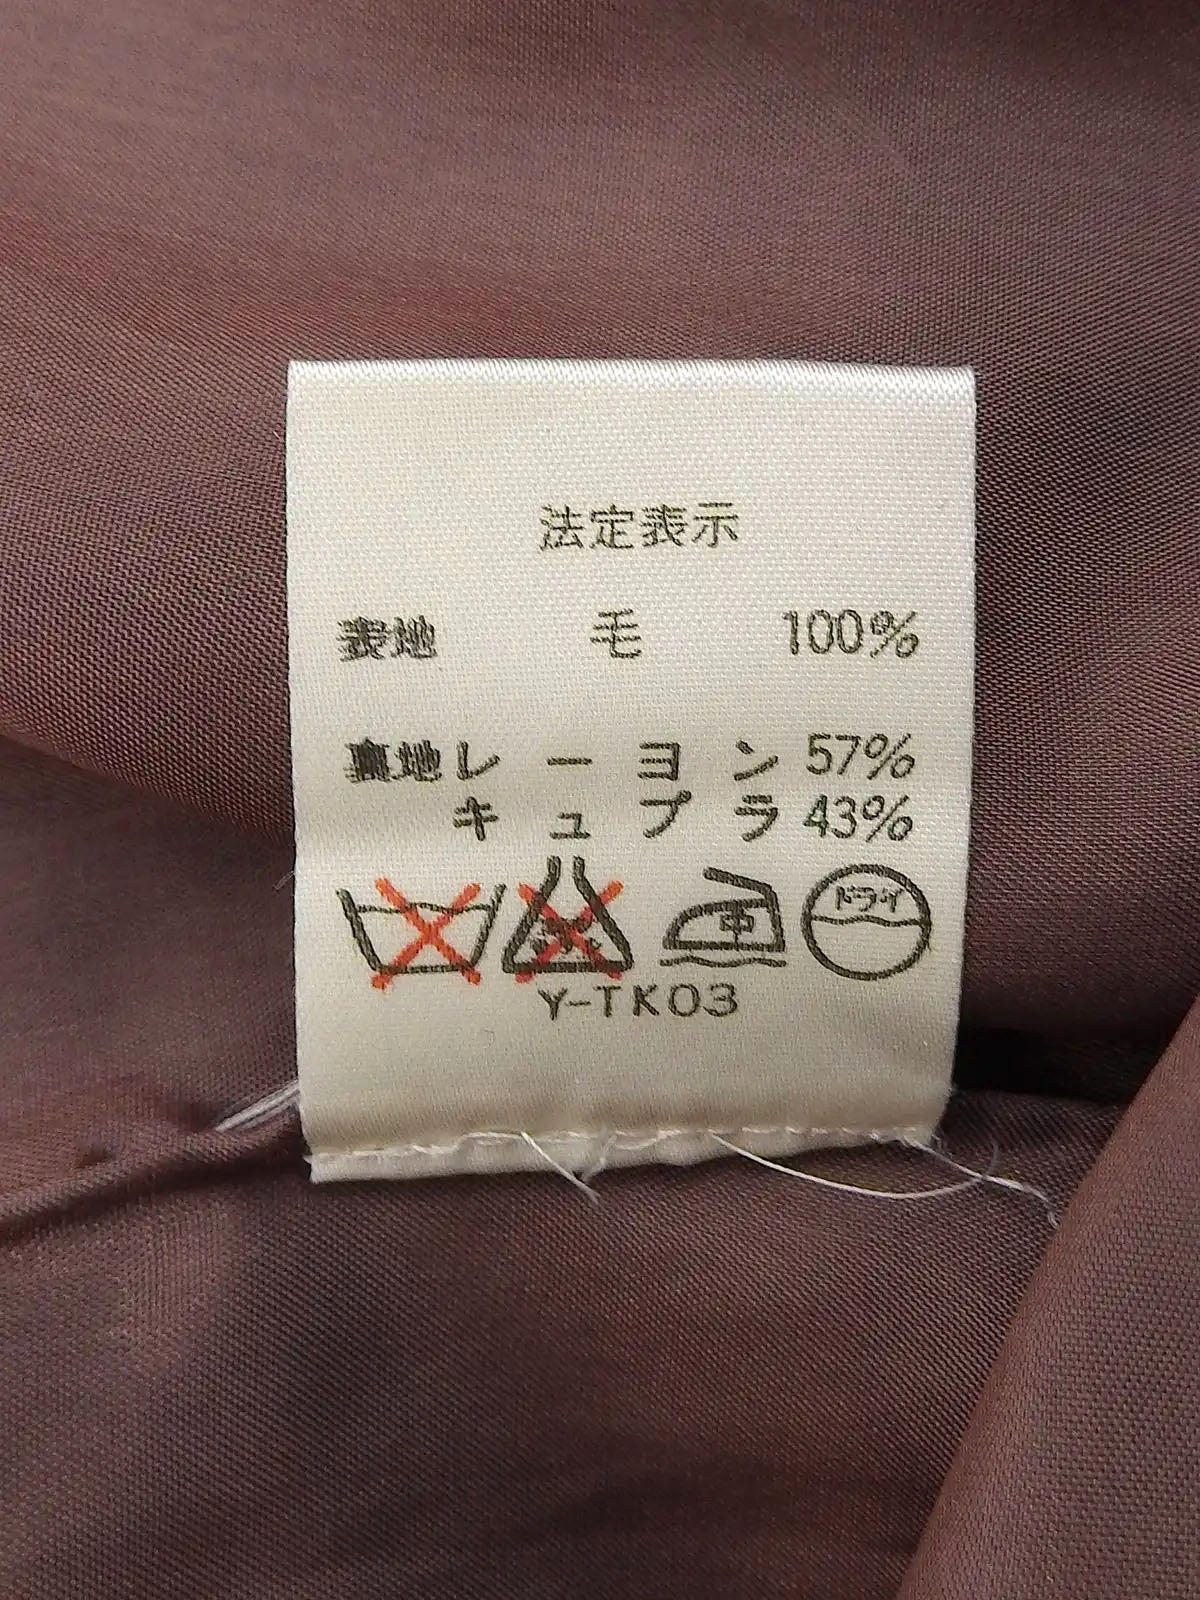 法定表示
表地 毛 100%
裏地 レーヨン 57%
キュプラ 43%
中 ドライ
Y-TK03